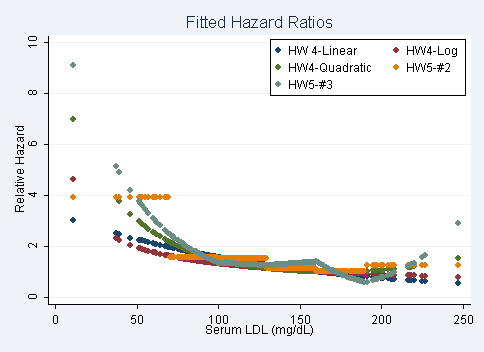 Fitted Hazard Ratios
HW 4-Linear
HW4-Log
HW4-Quadratic
HW5-#2
HW5-#3
Relative Hazard
10
8
6
4
2
0
0
50
100
150
200
250
Serum LDL (mg/dL)